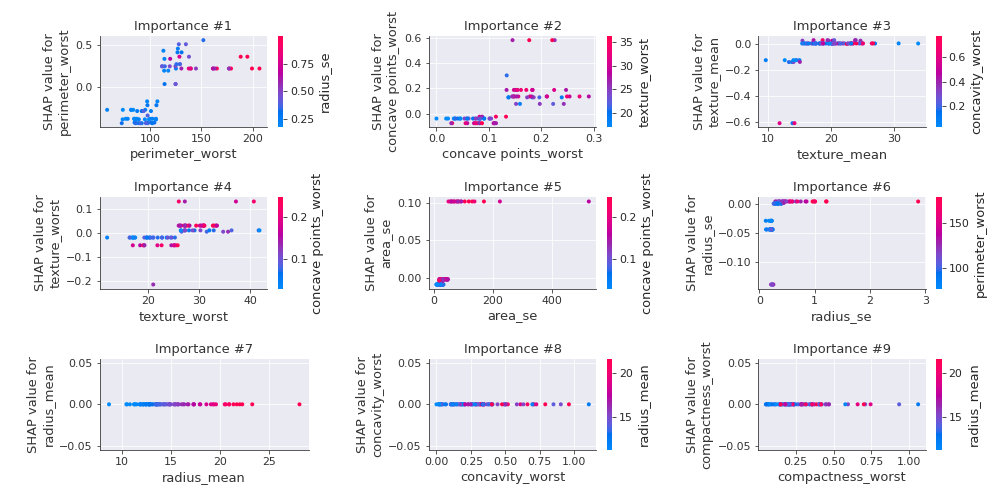 Importance #1
SHAP value for
perimeter_worst
0.5
0.0
50
100
150
200
perimeter_worst
0.75
0.50
0.25
radius_se
Importance #2
SHAP value for
concave points_worst
0.6
0.4
0.2
0.0
0.0
0.1
0.2
0.3
concave points_worst
35
30
25
20
texture_worst
Importance #3
SHAP value for
texture_mean
0.0
−0.2
−0.4
−0.6
10
20
30
texture_mean
0.6
0.4
0.2
concavity_worst
Importance #4
SHAP value for
texture_worst
0.1
0.0
−0.1
−0.2
20
30
40
texture_worst
0.2
0.1
concave points_worst
Importance #5
SHAP value for
area_se
0.10
0.05
0.00
0
200
400
area_se
0.2
0.1
concave points_worst
Importance #6
SHAP value for
radius_se
0.00
−0.05
−0.10
0
1
2
3
radius_se
150
100
perimeter_worst
Importance #7
SHAP value for
radius_mean
0.05
0.00
−0.05
10
15
20
25
radius_mean
Importance #8
SHAP value for
concavity_worst
0.05
0.00
−0.05
0.00
0.25
0.50
0.75
1.00
concavity_worst
20
15
radius_mean
Importance #9
SHAP value for
compactness_worst
0.05
0.00
−0.05
0.25
0.50
0.75
1.00
compactness_worst
20
15
radius_mean